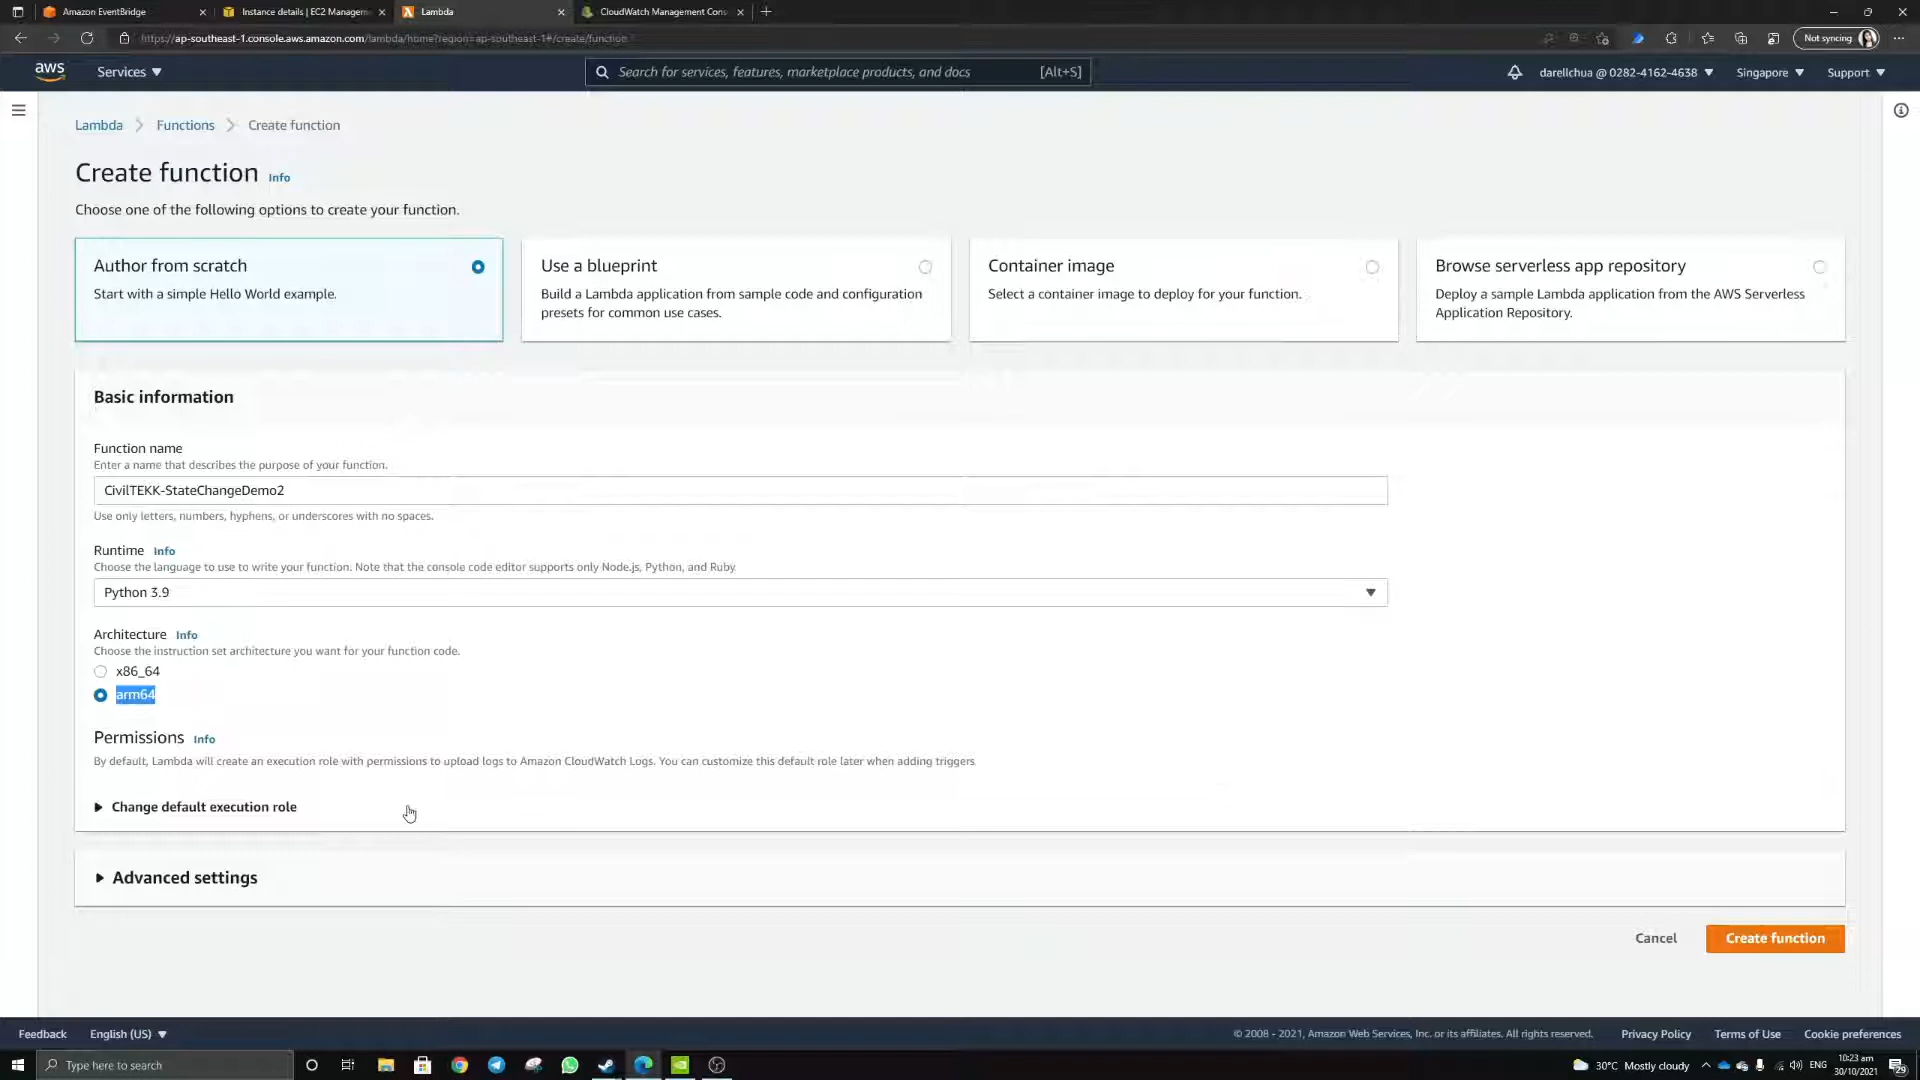 Amazon EventBridge
Instance details | EC2 Managem
Lambda
CloudWatch Management Cons
https://ap-southeast-1.console.aws.amazon.com/lambda/home?region=ap-southeast-1#/create/function
Not syncing
aws
Services
Search for services, features, marketplace products, and docs
[Alt+S]
darellchua @ 0282-4162-4638
Singapore
Support
Lambda
Functions
Create function
Create function Info
Choose one of the following options to create your function.
Author from scratch
Start with a simple Hello World example.
Use a blueprint
Build a Lambda application from sample code and configuration
presets for common use cases.
Container image
Select a container image to deploy for your function.
Browse serverless app repository
Deploy a sample Lambda application from the AWS Serverless
Application Repository.
Basic information
Function name
Enter a name that describes the purpose of your function.
CivilTEKK-StateChangeDemo2
Use only letters, numbers, hyphens, or underscores with no spaces.
Runtime Info
Choose the language to use to write your function. Note that the console code editor supports only Node.js, Python, and Ruby.
Python 3.9
Architecture Info
Choose the instruction set architecture you want for your function code.
x86_64
arm64
Permissions Info
By default, Lambda will create an execution role with permissions to upload logs to Amazon CloudWatch Logs. You can customize this default role later when adding triggers.
Change default execution role
Advanced settings
Cancel
Create function
Feedback
English (US)
© 2008 - 2021, Amazon Web Services, Inc. or its affiliates. All rights reserved.
Privacy Policy
Terms of Use
Cookie preferences
Type here to search
30°C Mostly cloudy
ENG
10:23 am
30/10/2021
29